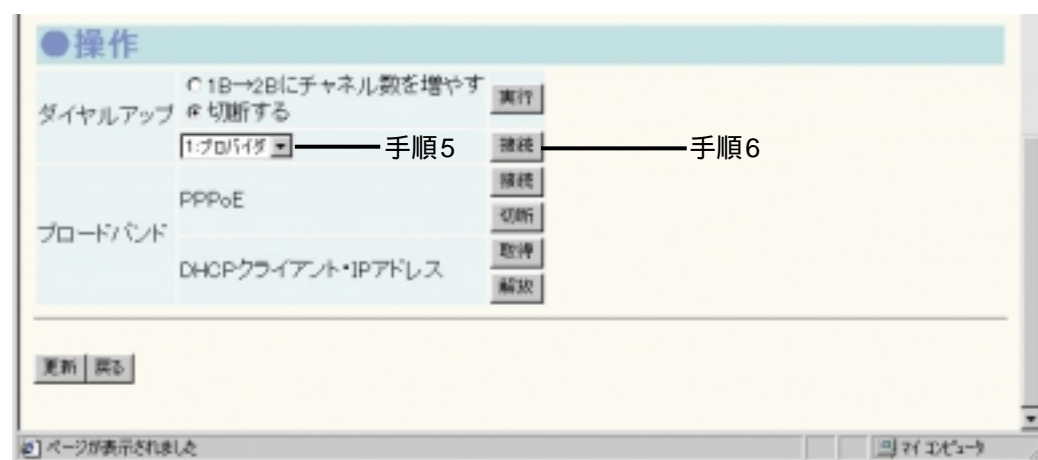 ●操作
ダイヤルアップ
○1B→2Bにチャネル数を増やす
切断する
実行
1:プロバイダ
手順5
接続
手順6
ブロードバンド
PPPoE
接続
切断
DHCPクライアント・IPアドレス
取得
解放
更新
戻る
ページが表示されました
マイ コンピュータ